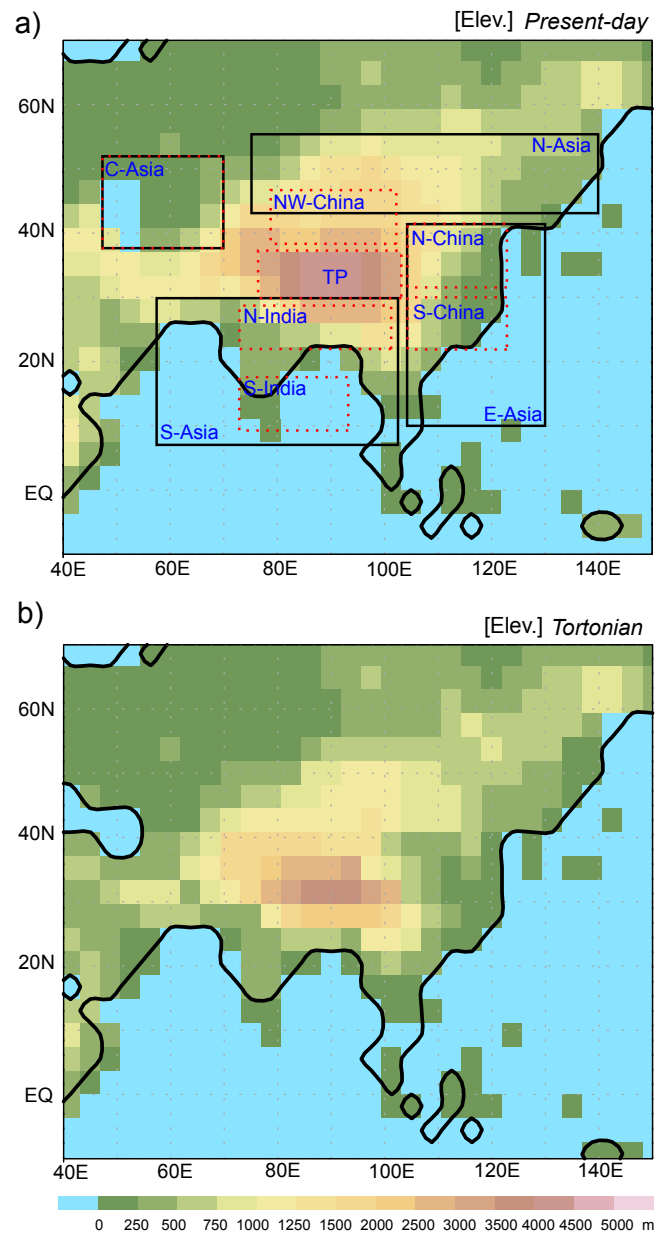 a)
[Elev.] Present-day
60N
N-Asia
C-Asia
NW-China
40N
N-China
TP
N-India
S-China
20N
S-India
S-Asia
E-Asia
EQ
40E 60E 80E 100E 120E 140E
b)
[Elev.] Tortonian
60N
40N
20N
EQ
40E 60E 80E 100E 120E 140E
0 250 500 750 1000 1250 1500 2000 2500 3000 3500 4000 4500 5000 m